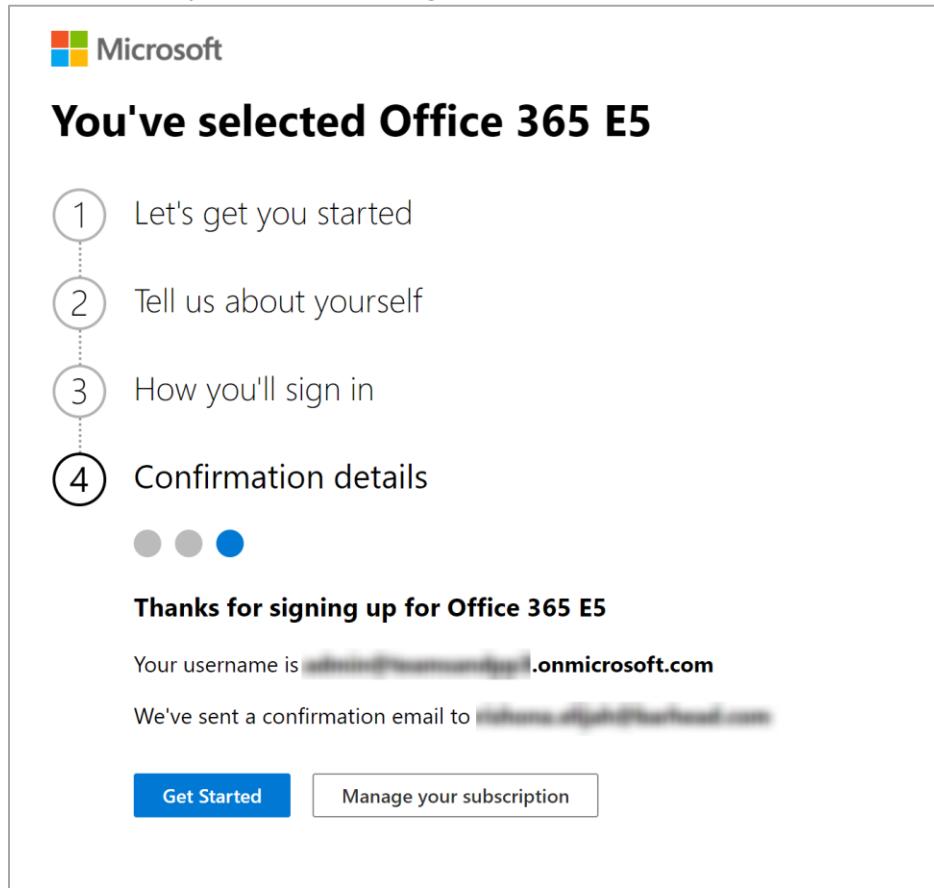 Microsoft
You've selected Office 365 E5
1 Let's get you started
2 Tell us about yourself
3 How you'll sign in
4 Confirmation details
Thanks for signing up for Office 365 E5
Your username is .onmicrosoft.com
We've sent a confirmation email to
Get Started Manage your subscription